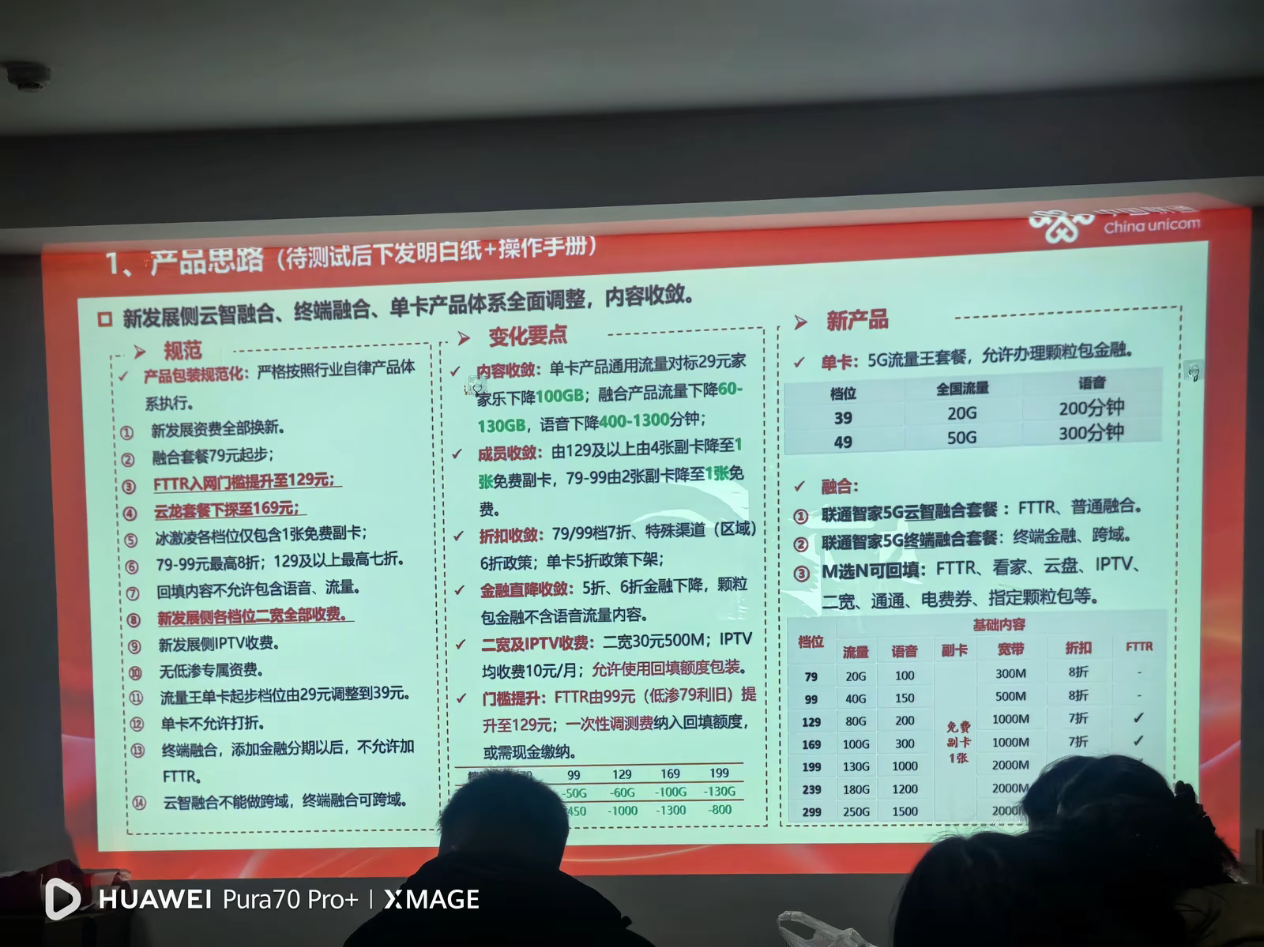 China unicom
1、产品思路（待测试后下发明白纸+操作手册）
新发展侧云智融合、终端融合、单卡产品体系全面调整，内容收敛。
规范
产品包装规范化：严格按照行业自律产品体
系执行。
① 新发展资费全部换新。
② 融合套餐79元起步；
③ FTTR入网门槛提升至129元；
④ 云龙套餐下探至169元；
⑤ 冰激凌各档位仅包含1张免费副卡；
⑥ 79-99元最高8折；129及以上最高七折。
⑦ 回填内容不允许包含语音、流量。
⑧ 新发展侧各档位二宽全部收费。
⑨ 新发展侧IPTV收费。
⑩ 无低渗专属资费。
⑪ 流量王单卡起步档位由29元调整到39元。
⑫ 单卡不允许打折。
⑬ 终端融合，添加金融分期以后，不允许加
FTTR。
⑭ 云智融合不能做跨域，终端融合可跨域。
变化要点
内容收敛：单卡产品通用流量对标29元家
家乐下降100GB；融合产品流量下降60-
130GB，语音下降400-1300分钟；
成员收敛：由129及以上由4张副卡降至1
张免费副卡，79-99由2张副卡降至1张免
费。
折扣收敛：79/99档7折、特殊渠道（区域）
6折政策；单卡5折政策下架；
金融直降收敛：5折、6折金融下降，颗粒
包金融不含语音流量内容。
二宽及IPTV收费：二宽30元500M；IPTV
均收费10元/月；允许使用回填额度包装。
门槛提升：FTTR由99元（低渗79利旧）提
升至129元；一次性调测费纳入回填额度，
或需现金缴纳。
99 129 169 199
-50G -60G -100G -130G
450 -1000 -1300 -800
新产品
单卡：5G流量王套餐，允许办理颗粒包金融。
档位 全国流量 语音
39 20G 200分钟
49 50G 300分钟
融合：
① 联通智家5G云智融合套餐：FTTR、普通融合。
② 联通智家5G终端融合套餐：终端金融、跨域。
③ M选N可回填：FTTR、看家、云盘、IPTV、
二宽、通通、电费券、指定颗粒包等。
档位 基础内容
流量 语音 副卡 宽带 折扣 FTTR
79 20G 100 300M 8折 -
99 40G 150 500M 8折 -
129 80G 200 免费 1000M 7折 ✓
169 100G 300 副卡 1000M 7折 ✓
199 130G 1000 1张 2000M
239 180G 1200 2000M
299 250G 1500
HUAWEI Pura70 Pro+ | XMAGE